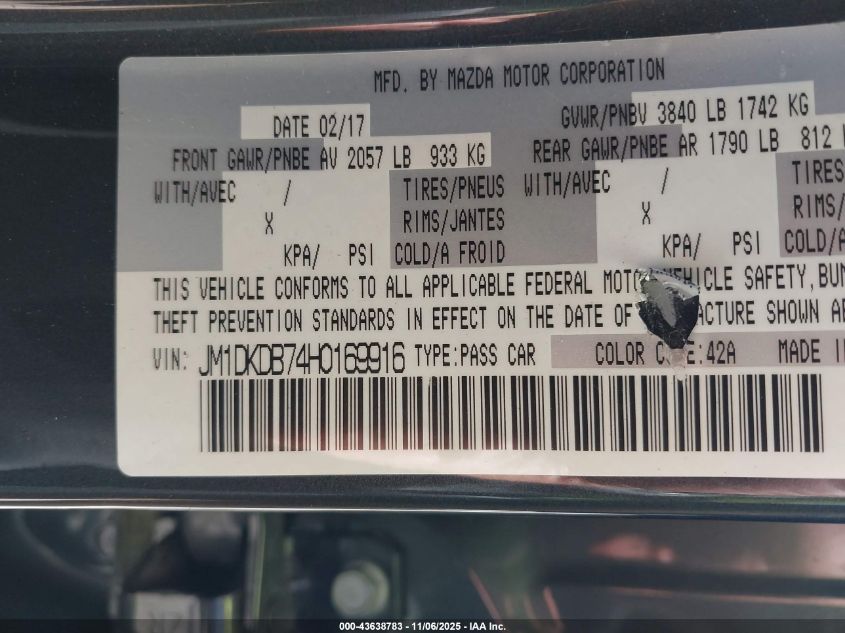 MFD. BY MAZDA MOTOR CORPORATION
DATE 02/17 GVWR/PNBV 3840 LB 1742 KG
FRONT GAWR/PNBE AV 2057 LB 933 KG REAR GAWR/PNBE AR 1790 LB 812
WITH/AVEC / TIRES/PNEUS WITH/AVEC / TIRES
X RIMS/JANTES X RIMS/
KPA/ PSI COLD/A FROID KPA/ PSI COLD/A
THIS VEHICLE CONFORMS TO ALL APPLICABLE FEDERAL MOTOR VEHICLE SAFETY, BUM
THEFT PREVENTION STANDARDS IN EFFECT ON THE DATE OF ACTURE SHOWN AB
VIN: JM1DKDB74H0169916 TYPE:PASS CAR COLOR C E:42A MADE I
000-43638783 - 11/06/2025 - IAA Inc.